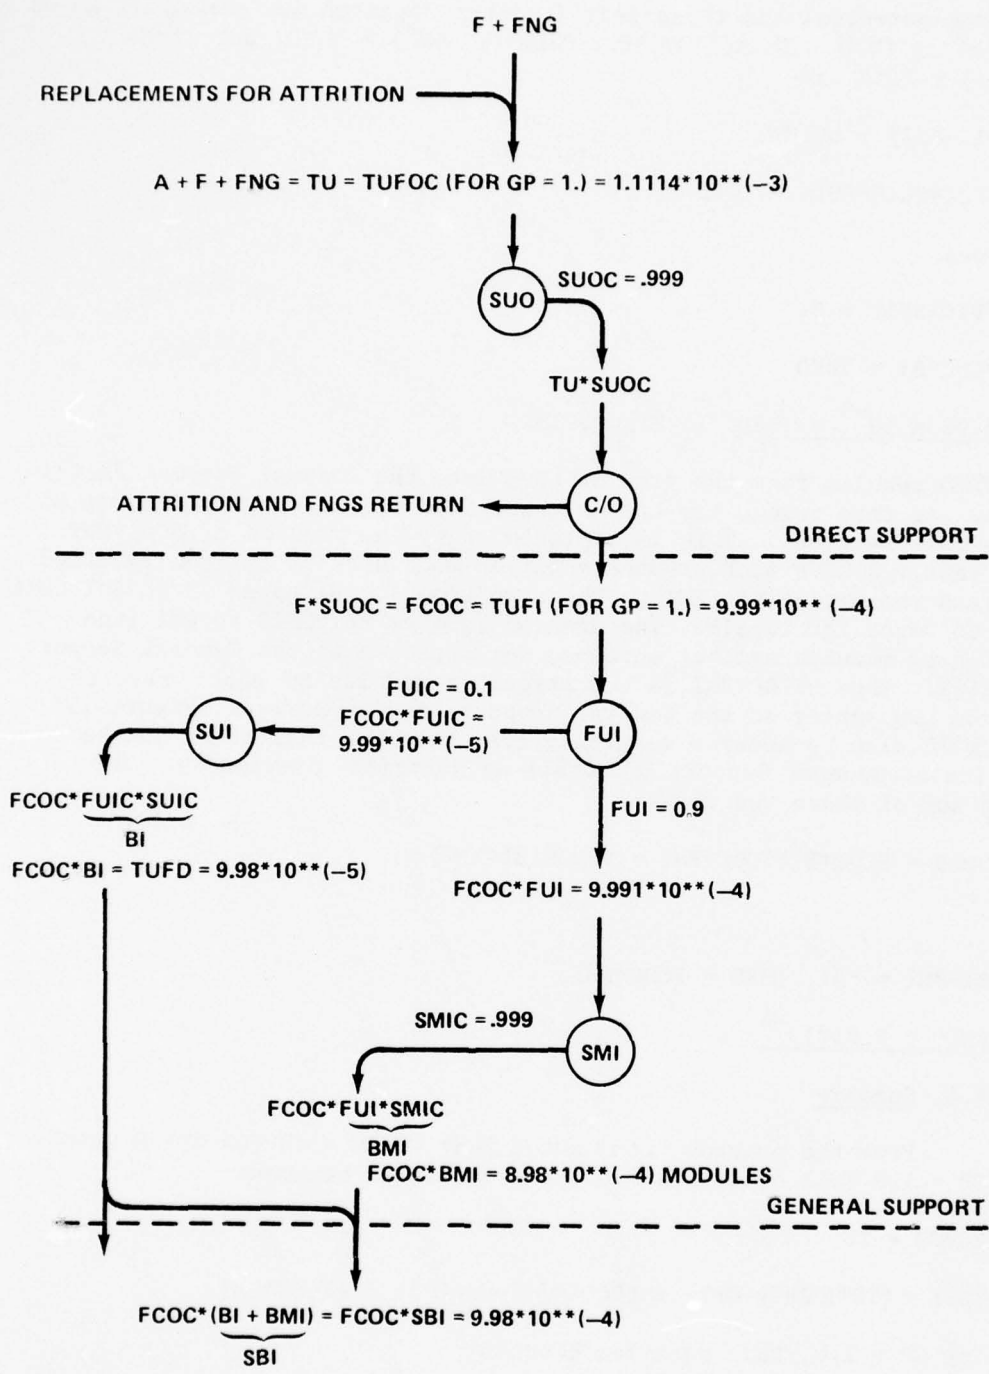 F + FNG
REPLACEMENTS FOR ATTRITION
A + F + FNG = TU = TUFOC (FOR GP = 1.) = 1.1114*10**(–3)
SUO
SUOC = .999
TU*SUOC
ATTRITION AND FNGS RETURN
C/O
DIRECT SUPPORT
F*SUOC = FCOC = TUFI (FOR GP = 1.) = 9.99*10** (–4)
FUIC = 0.1
FCOC*FUIC =
9.99*10**(–5)
SUI
FUI
FCOC*FUIC*SUIC
BI
FUI = 0.9
FCOC*BI = TUFD = 9.98*10**(–5)
FCOC*FUI = 9.991*10**(–4)
SMIC = .999
SMI
FCOC*FUI*SMIC
BMI
FCOC*BMI = 8.98*10**(–4) MODULES
GENERAL SUPPORT
FCOC*(BI + BMI) = FCOC*SBI = 9.98*10**(–4)
SBI